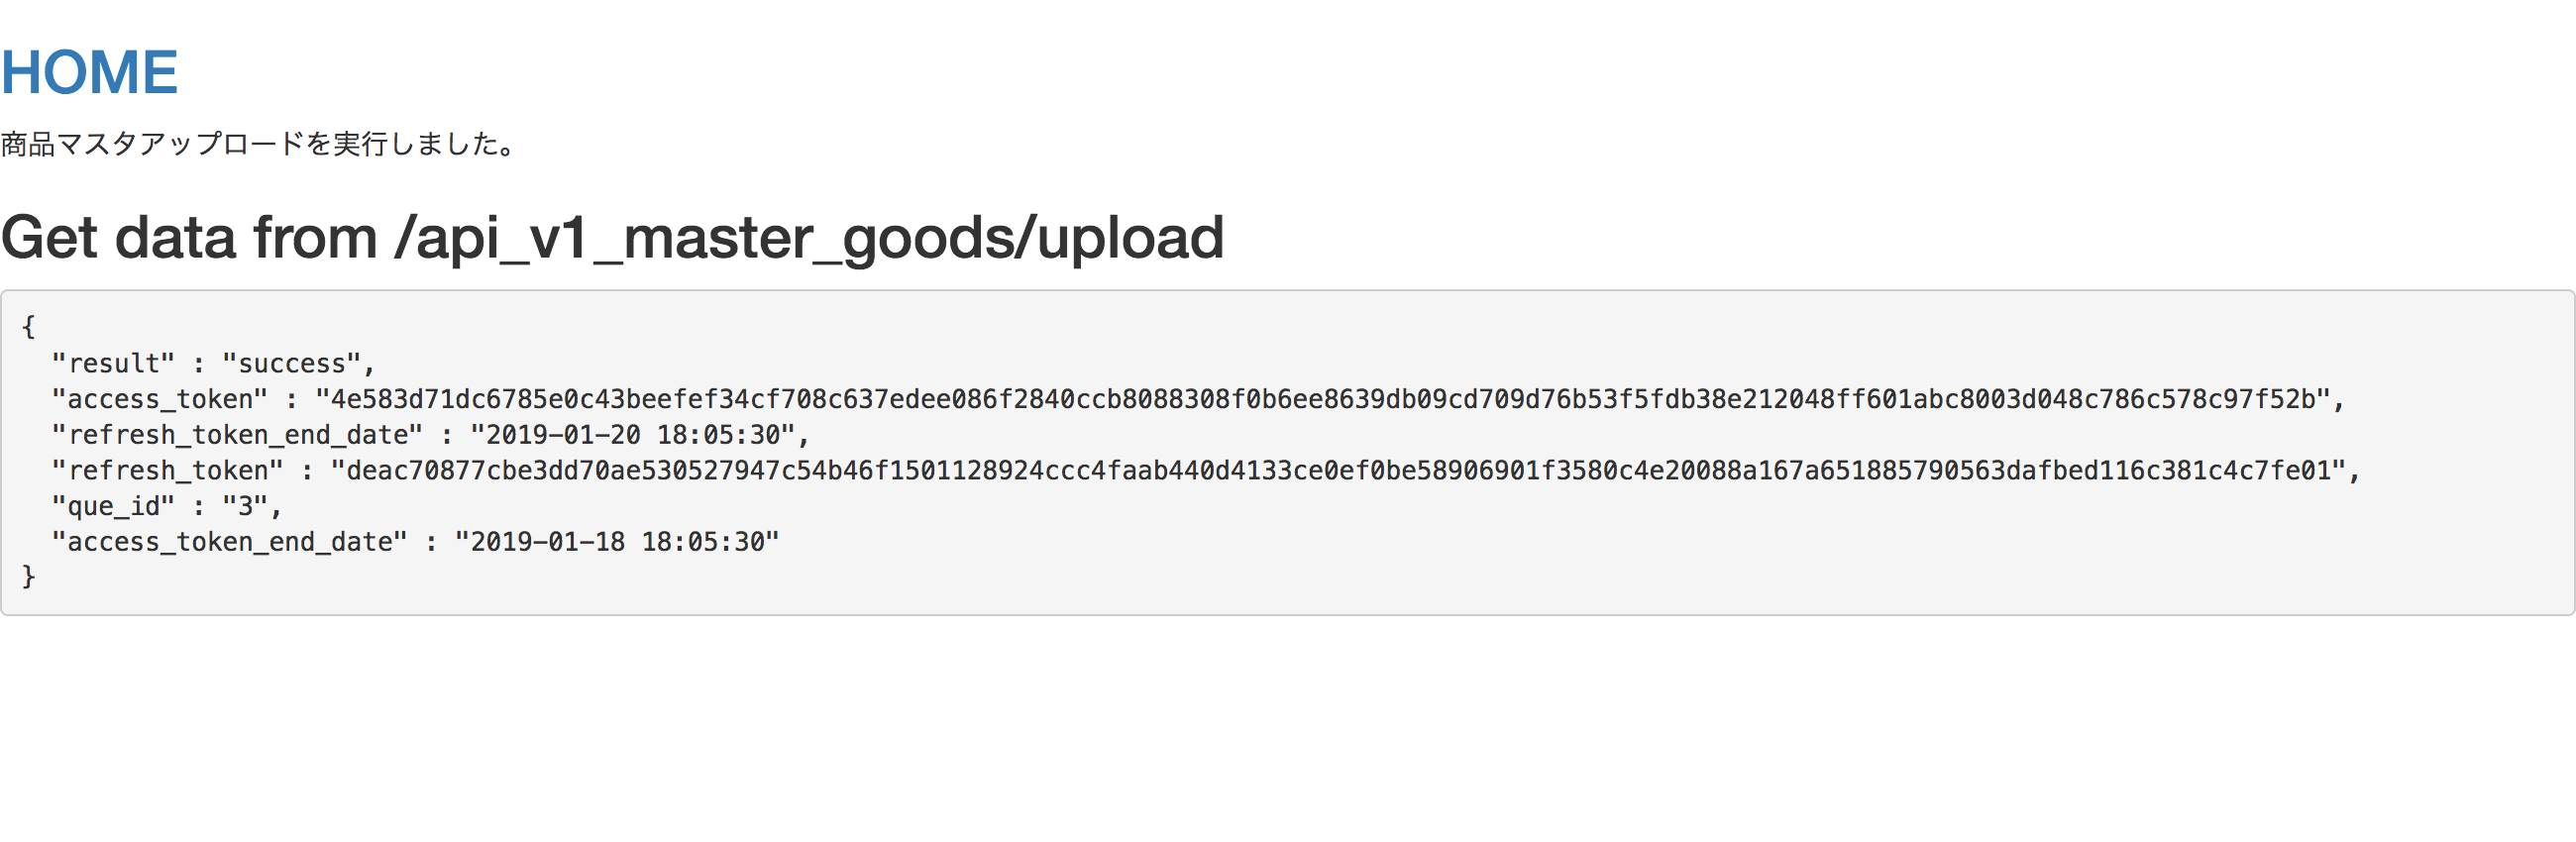 HOME
商品マスタアップロードを実行しました。
Get data from /api_v1_master_goods/upload
{
  "result" : "success",
  "access_token" : "4e583d71dc6785e0c43beefef34cf708c637edee086f2840ccb8088308f0b6ee8639db09cd709d76b53f5fdb38e212048ff601abc8003d048c786c578c97f52b",
  "refresh_token_end_date" : "2019-01-20 18:05:30",
  "refresh_token" : "deac70877cbe3dd70ae530527947c54b46f1501128924ccc4faab440d4133ce0ef0be58906901f3580c4e20088a167a651885790563dafbed116c381c4c7fe01",
  "que_id" : "3",
  "access_token_end_date" : "2019-01-18 18:05:30"
}